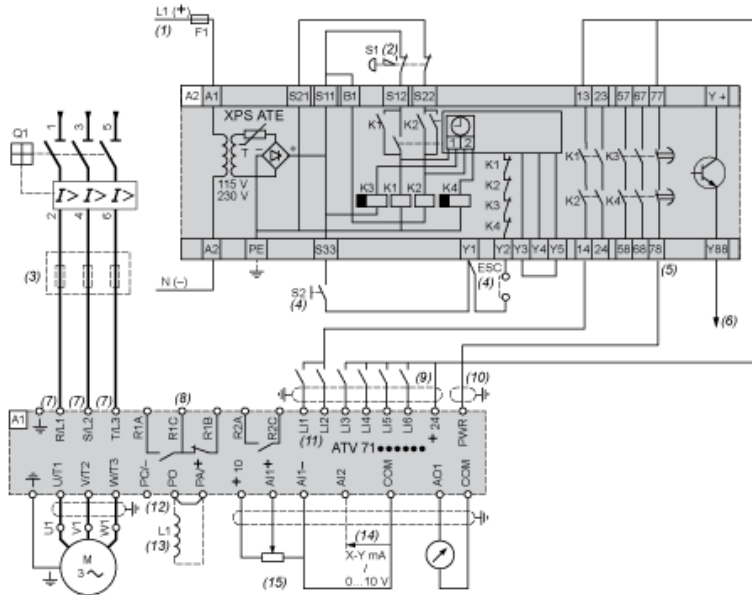 L1 (+)
(1)
F1
S1 (2)
A2 A1 S21 S11 B1 S12 S22 13 23 57 67 77 Y +
XPS ATE
K1 K2
1 2
T
+
115 V
230 V
K3 K1 K2 K4
K1
K2
K3
K4
K1 K3
K2 K4
A2 PE S33 Y1 Y2 Y3 Y4 Y5 14 24 58 68 78 Y88
Q1
1 3 5
I> I> I>
2 4 6
(3)
N (–)
S2
(4)
ESC
(4)
(5)
(6)
(7) (7) (7) (8) (9) (10)
A1
R/L1 S/L2 T/L3 R1A R1C R1B R2A R2C LI1 LI2 LI3 LI4 LI5 LI6 + 24 PWR
(11)
ATV 71●●●●●●●
U/T1 V/T2 W/T3 PC/– PO PA/+ + 10 AI1+ AI1– AI2 COM AO1 COM
(12)
U1 V1 W1
L1
(13)
M
3 ~
(14)
X-Y mA
/
0...10 V
(15)